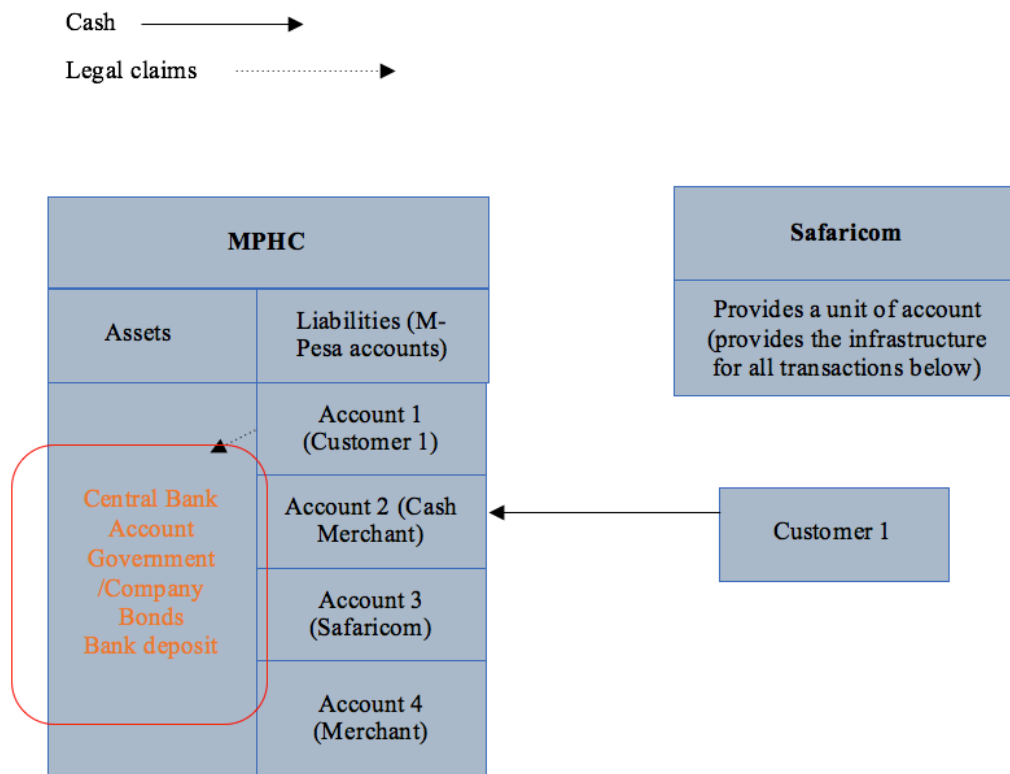 Cash
Legal claims
MPHC
Safaricom
Assets
Liabilities (M-
Pesa accounts)
Provides a unit of account
(provides the infrastructure
for all transactions below)
Account 1
(Customer 1)
Central Bank
Account
Government
/Company
Bonds
Bank deposit
Account 2 (Cash
Merchant)
Customer 1
Account 3
(Safaricom)
Account 4
(Merchant)